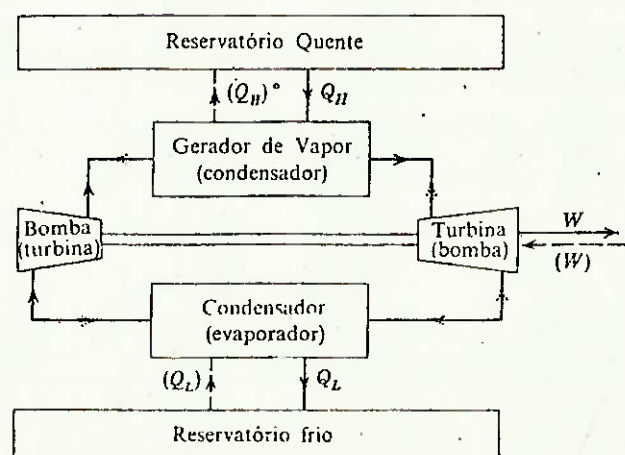 Reservatório Quente
(Q_H)° Q_H
Gerador de Vapor
(condensador)
Bomba
(turbina)
Turbina
(bomba)
W
(W)
Condensador
(evaporador)
(Q_L) Q_L
Reservatório frio